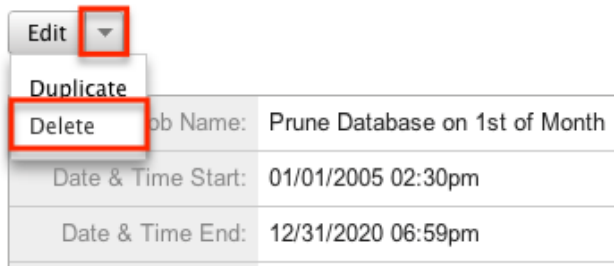 Edit
Duplicate
Delete
ob Name: Prune Database on 1st of Month
Date & Time Start: 01/01/2005 02:30pm
Date & Time End: 12/31/2020 06:59pm